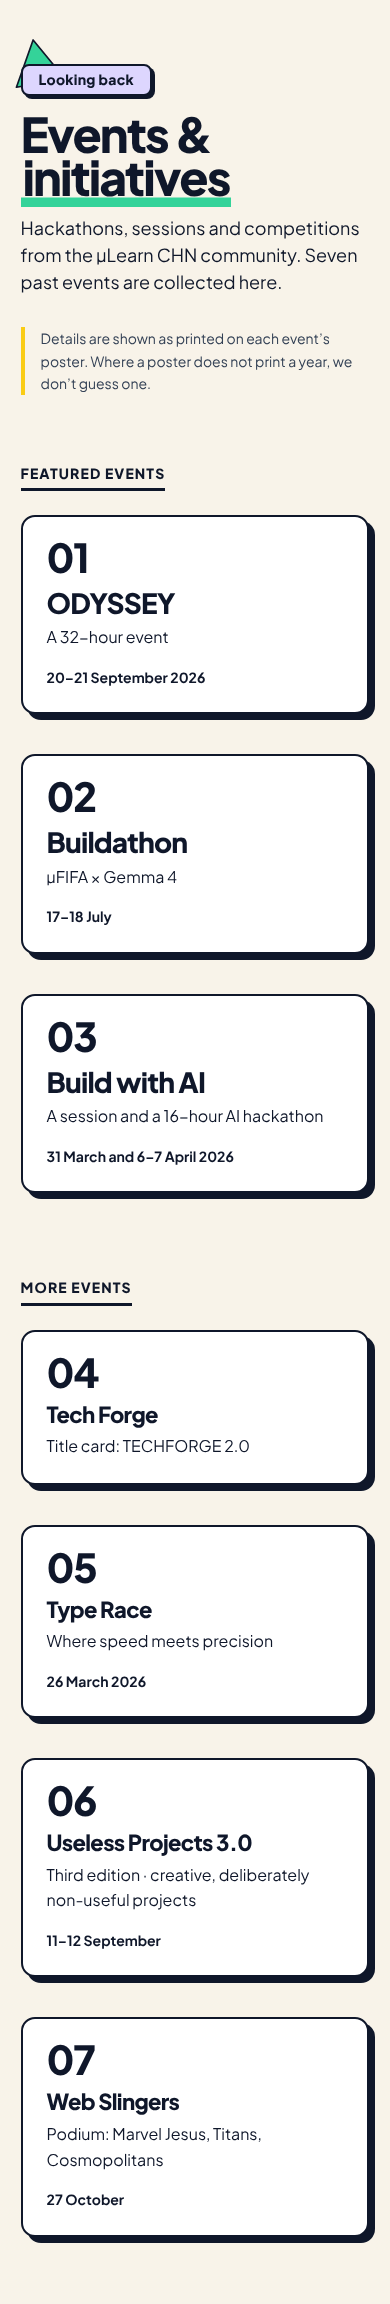 Looking back
Events &
initiatives
Hackathons, sessions and competitions
from the µLearn CHN community. Seven
past events are collected here.
Details are shown as printed on each event’s
poster. Where a poster does not print a year, we
don’t guess one.
FEATURED EVENTS
01
ODYSSEY
A 32–hour event
20–21 September 2026
02
Buildathon
µFIFA × Gemma 4
17–18 July
03
Build with AI
A session and a 16–hour AI hackathon
31 March and 6–7 April 2026
MORE EVENTS
04
Tech Forge
Title card: TECHFORGE 2.0
05
Type Race
Where speed meets precision
26 March 2026
06
Useless Projects 3.0
Third edition · creative, deliberately
non-useful projects
11–12 September
07
Web Slingers
Podium: Marvel Jesus, Titans,
Cosmopolitans
27 October